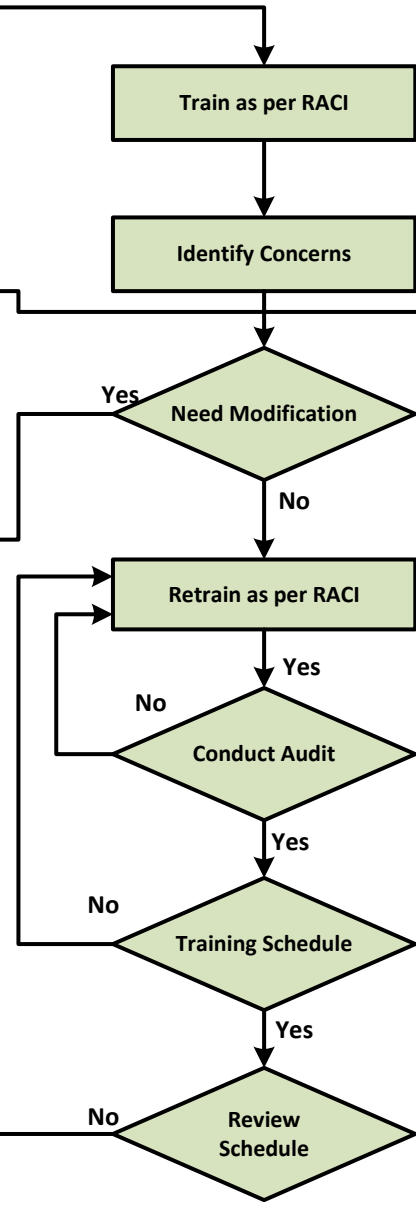 Train as per RACI
Identify Concerns
Yes
Need Modification
No
Retrain as per RACI
Yes
No
Conduct Audit
Yes
No
Training Schedule
Yes
No
Review
Schedule